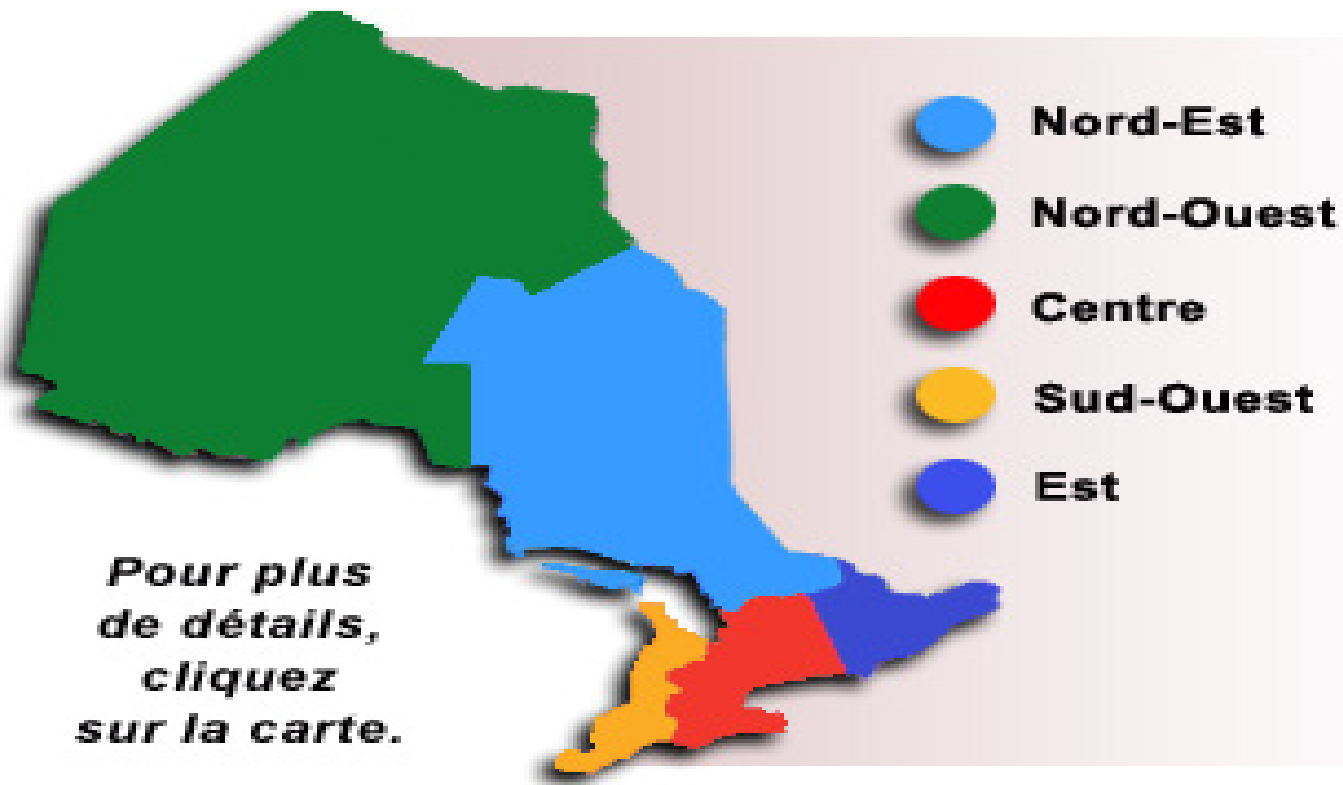 Nord-Est
Nord-Ouest
Centre
Sud-Ouest
Est
Pour plus
de détails,
cliquez
sur la carte.